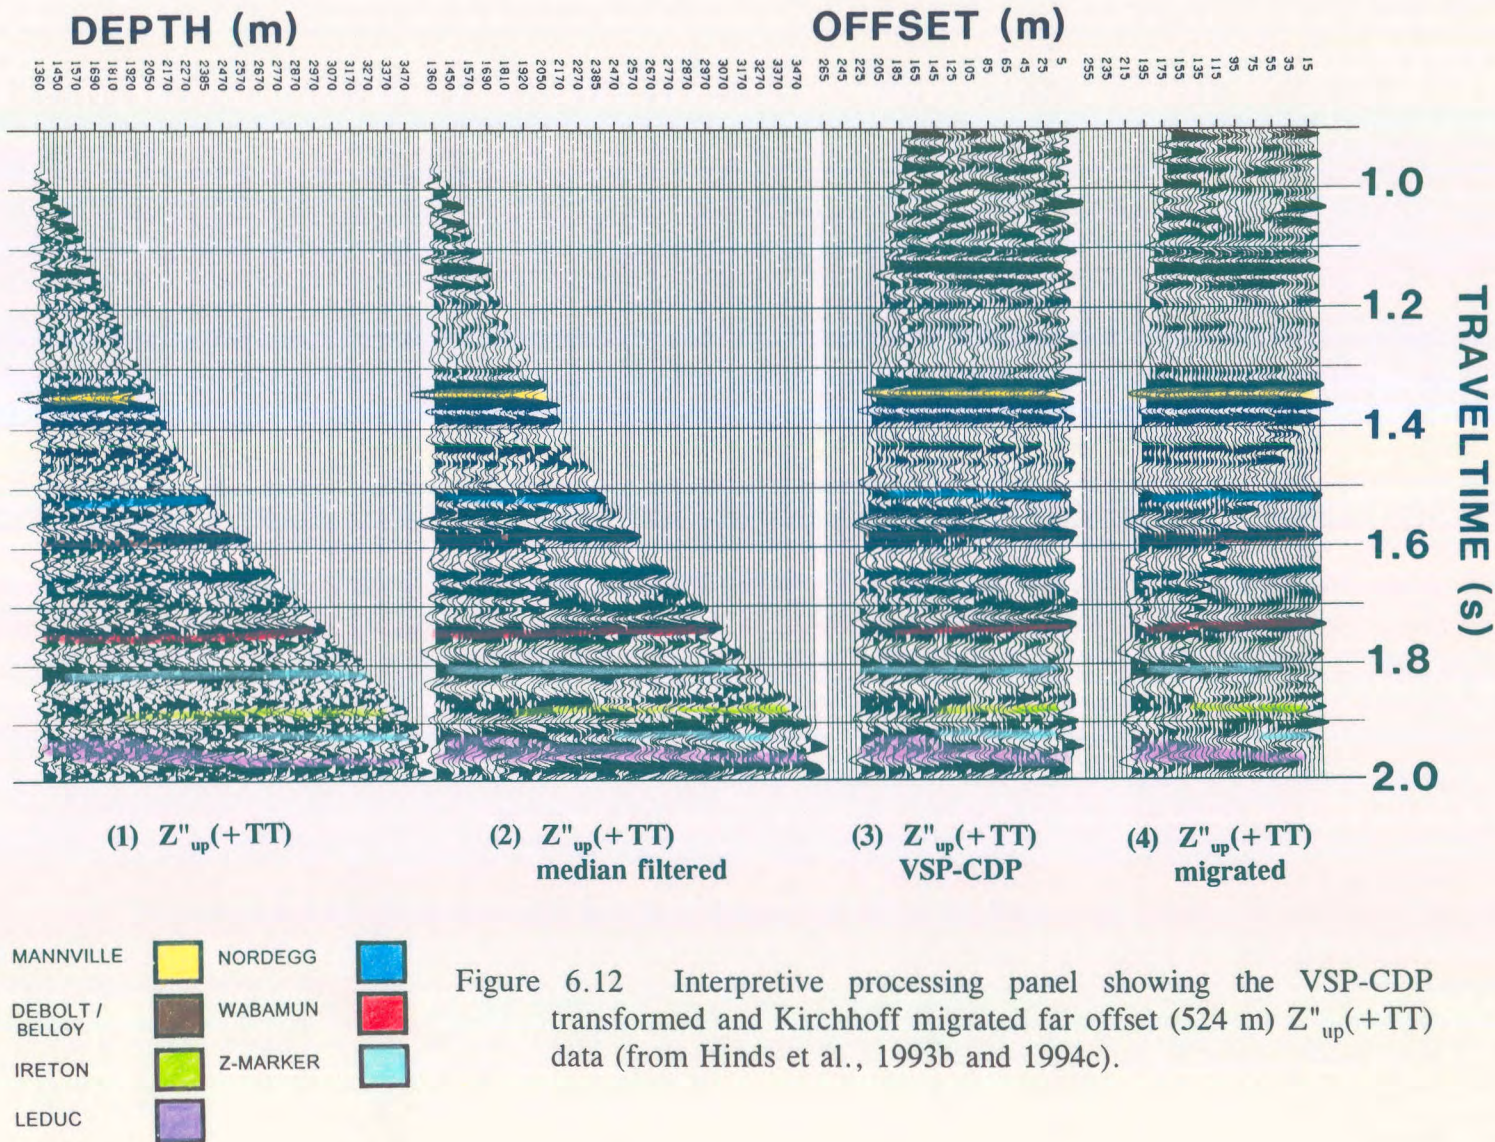 DEPTH (m)
OFFSET (m)
1360 1450 1570 1690 1810 1920 2050 2170 2270 2385 2470 2570 2670 2770 2870 2970 3070 3170 3270 3370 3470
1360 1450 1570 1690 1810 1920 2050 2170 2270 2385 2470 2570 2670 2770 2870 2970 3070 3170 3270 3370 3470
265 245 225 205 185 165 145 125 105 85 65 45 25 5
255 235 215 195 175 155 135 115 95 75 55 35 15
1.0
1.2
1.4
1.6
1.8
2.0
TRAVELTIME (s)
(1) Z"up(+TT)
(2) Z"up(+TT)
median filtered
(3) Z"up(+TT)
VSP-CDP
(4) Z"up(+TT)
migrated
MANNVILLE
NORDEGG
DEBOLT /
BELLOY
WABAMUN
IRETON
Z-MARKER
LEDUC
Figure 6.12 Interpretive processing panel showing the VSP-CDP
transformed and Kirchhoff migrated far offset (524 m) Z"up(+TT)
data (from Hinds et al., 1993b and 1994c).